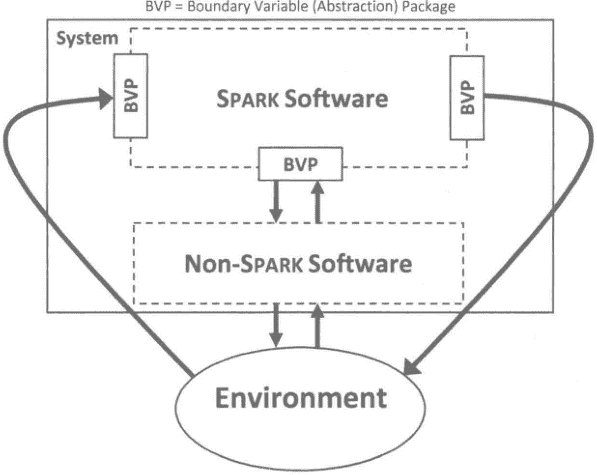 BVP = Boundary Variable (Abstraction) Package
System
BVP
SPARK Software
BVP
BVP
Non-SPARK Software
Environment